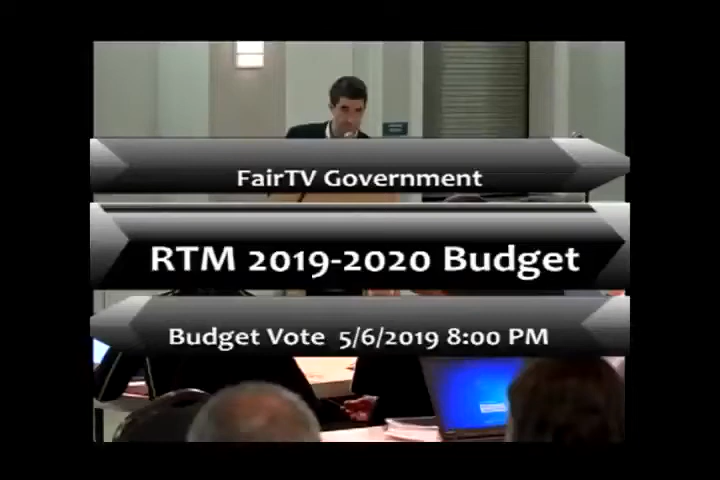 FairTV Government
RTM 2019-2020 Budget
Budget Vote 5/6/2019 8:00 PM